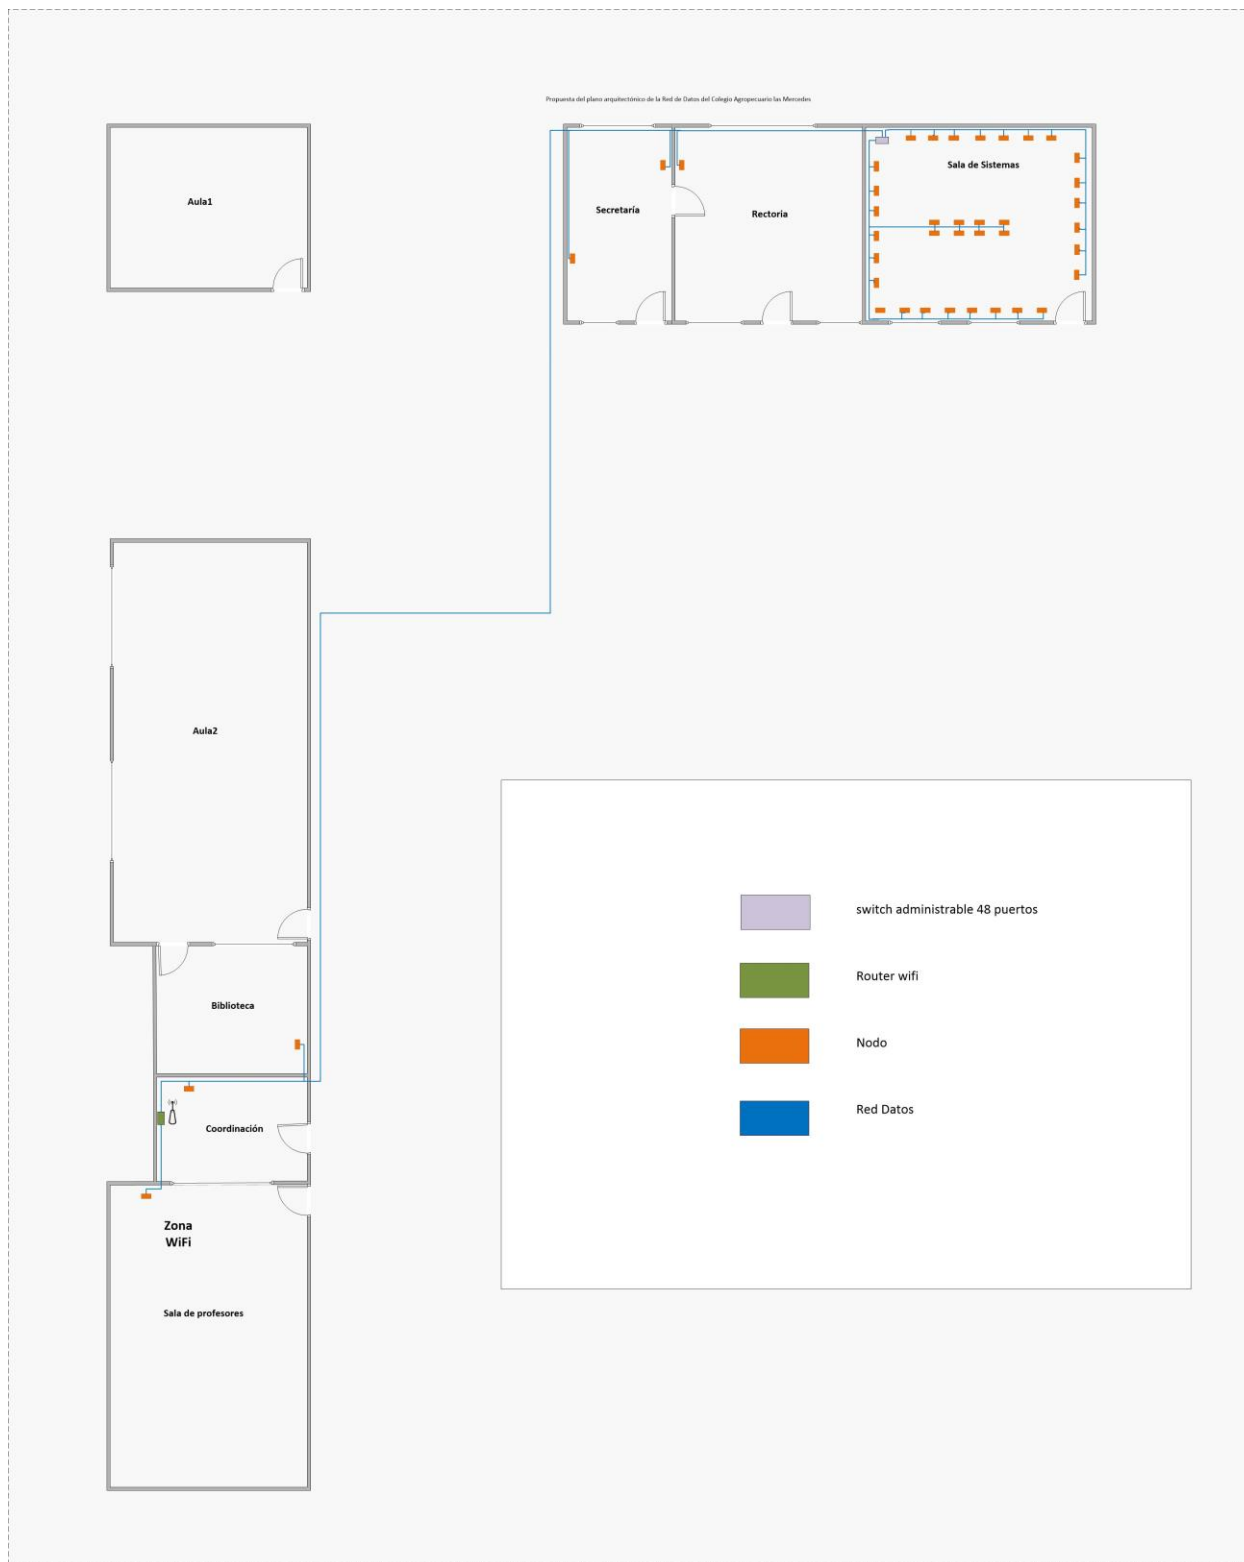 Propuesta del plano arquitectónico de la Red de Datos del Colegio Agropecuario las Mercedes
Aula1
Secretaría
Rectoria
Sala de Sistemas
Aula2
Biblioteca
Coordinación
Zona
WiFi
Sala de profesores
switch administrable 48 puertos
Router wifi
Nodo
Red Datos